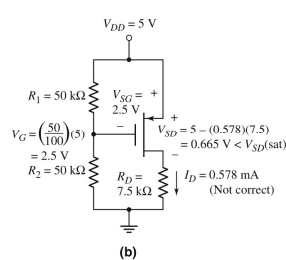 V_DD = 5 V
R_1 = 50 kΩ
V_SG =
2.5 V
+
−
V_G = (50/100)(5)
= 2.5 V
+
V_SD = 5 – (0.578)(7.5)
= 0.665 V < V_SD(sat)
−
R_2 = 50 kΩ
R_D =
7.5 kΩ
I_D = 0.578 mA
(Not correct)
(b)